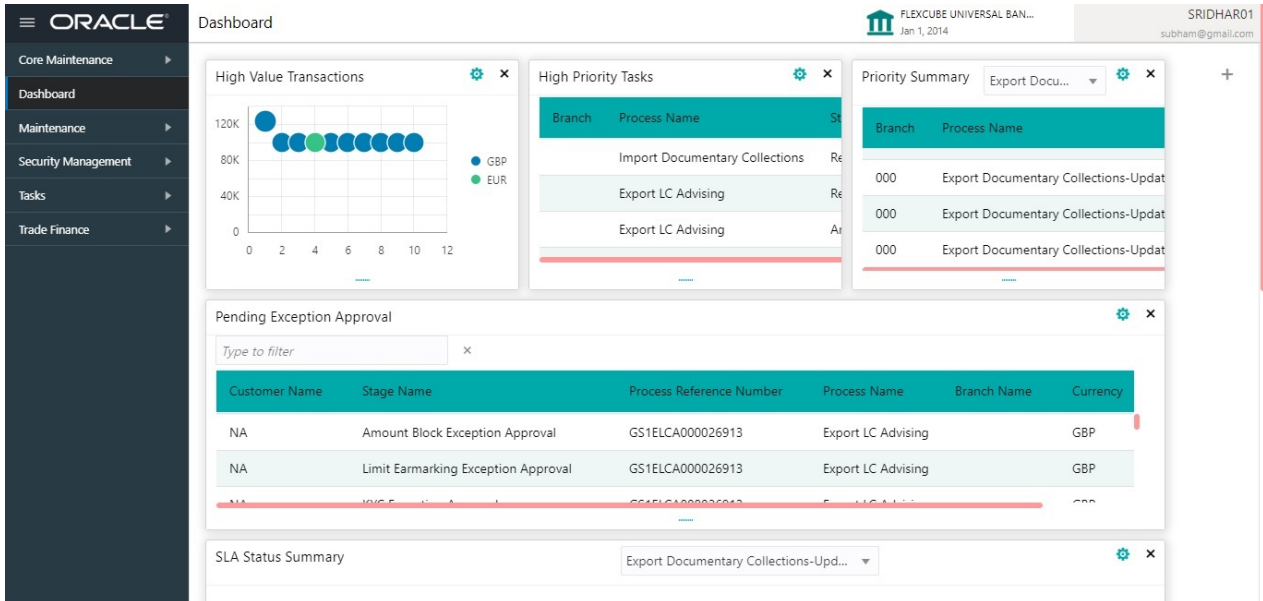 ORACLE
Dashboard
FLEXCUBE UNIVERSAL BAN...
Jan 1, 2014
SRIDHAR01
subham@gmail.com
Core Maintenance
Dashboard
Maintenance
Security Management
Tasks
Trade Finance
High Value Transactions
120K
80K
40K
0
0 2 4 6 8 10 12
GBP
EUR
High Priority Tasks
Branch Process Name St
Import Documentary Collections Re
Export LC Advising Re
Export LC Advising Ar
Priority Summary Export Docu...
Branch Process Name
000 Export Documentary Collections-Updat
000 Export Documentary Collections-Updat
000 Export Documentary Collections-Updat
Pending Exception Approval
Type to filter
Customer Name Stage Name Process Reference Number Process Name Branch Name Currency
NA Amount Block Exception Approval GS1ELCA000026913 Export LC Advising GBP
NA Limit Earmarking Exception Approval GS1ELCA000026913 Export LC Advising GBP
SLA Status Summary Export Documentary Collections-Upd...